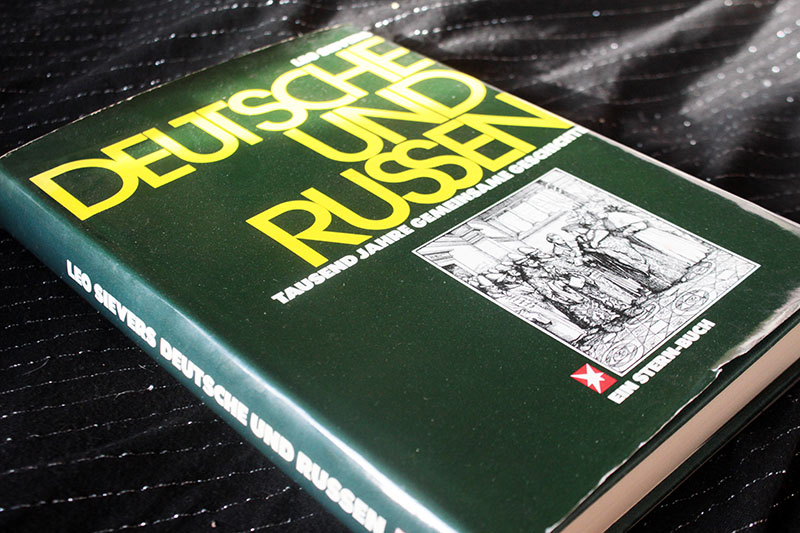 LEO SIEVERS
DEUTSCHE
UND
RUSSEN
TAUSEND JAHRE GEMEINSAME GESCHICHTE
EIN STERN-BUCH
LEO SIEVERS DEUTSCHE UND RUSSEN